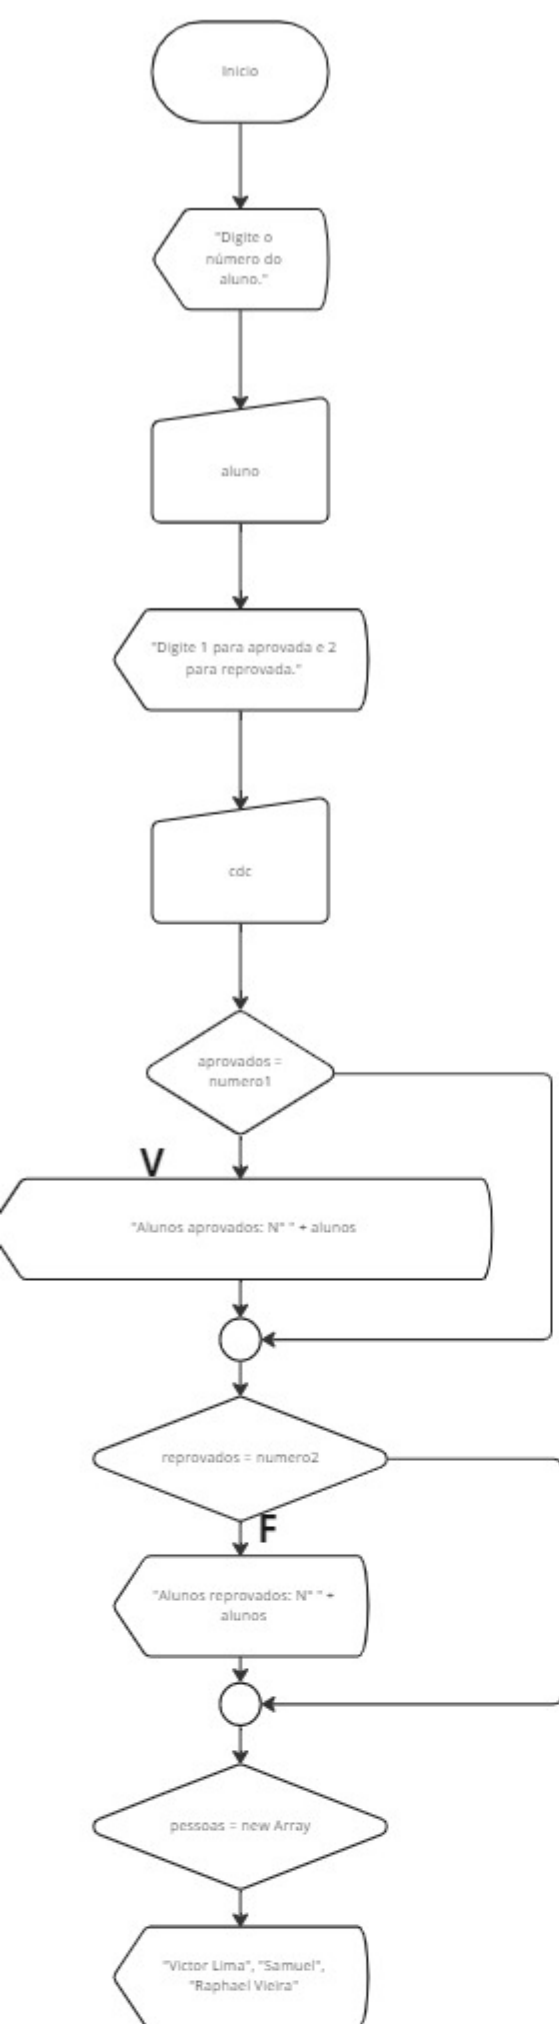 Inicio
"Digite o
número do
aluno."
aluno
"Digite 1 para aprovada e 2
para reprovada."
cdc
aprovados =
numero1
V
"Alunos aprovados: N° " + alunos
reprovados = numero2
F
"Alunos reprovados: N° " +
alunos
pessoas = new Array
"Victor Lima", "Samuel",
"Raphael Vieira"